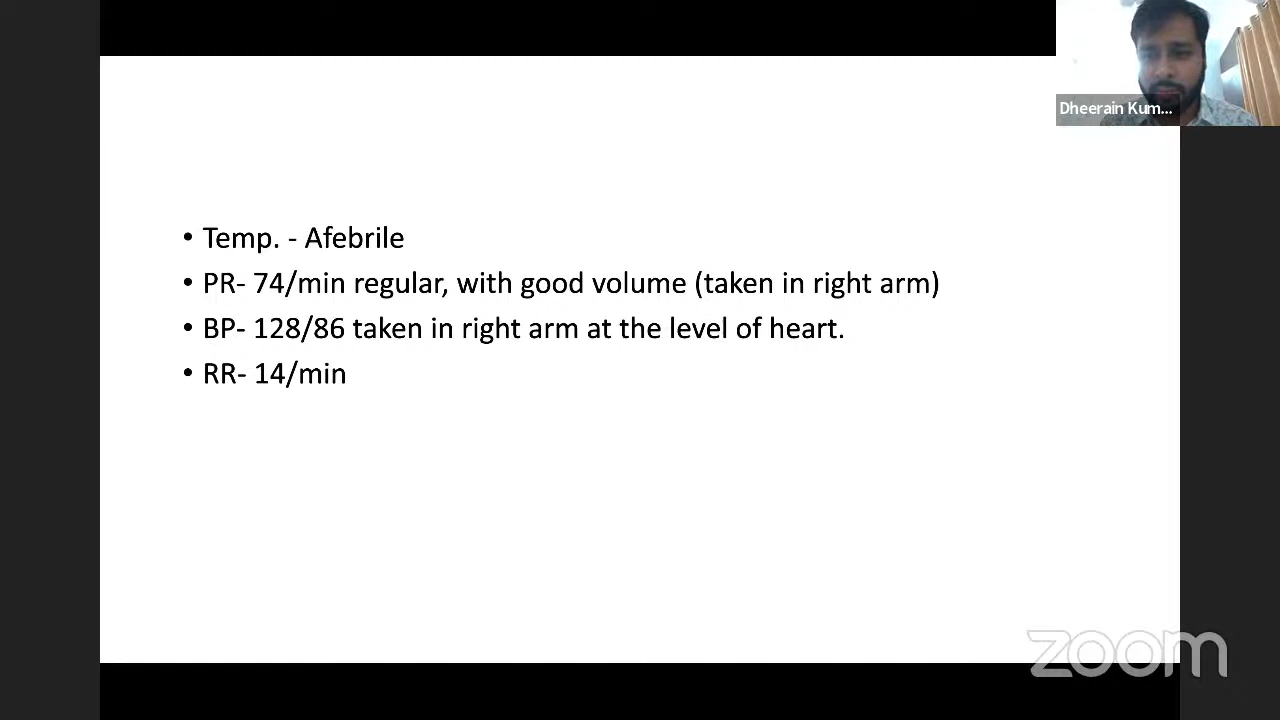 Dheerain Kum...
• Temp. - Afebrile
• PR- 74/min regular, with good volume (taken in right arm)
• BP- 128/86 taken in right arm at the level of heart.
• RR- 14/min
zoom